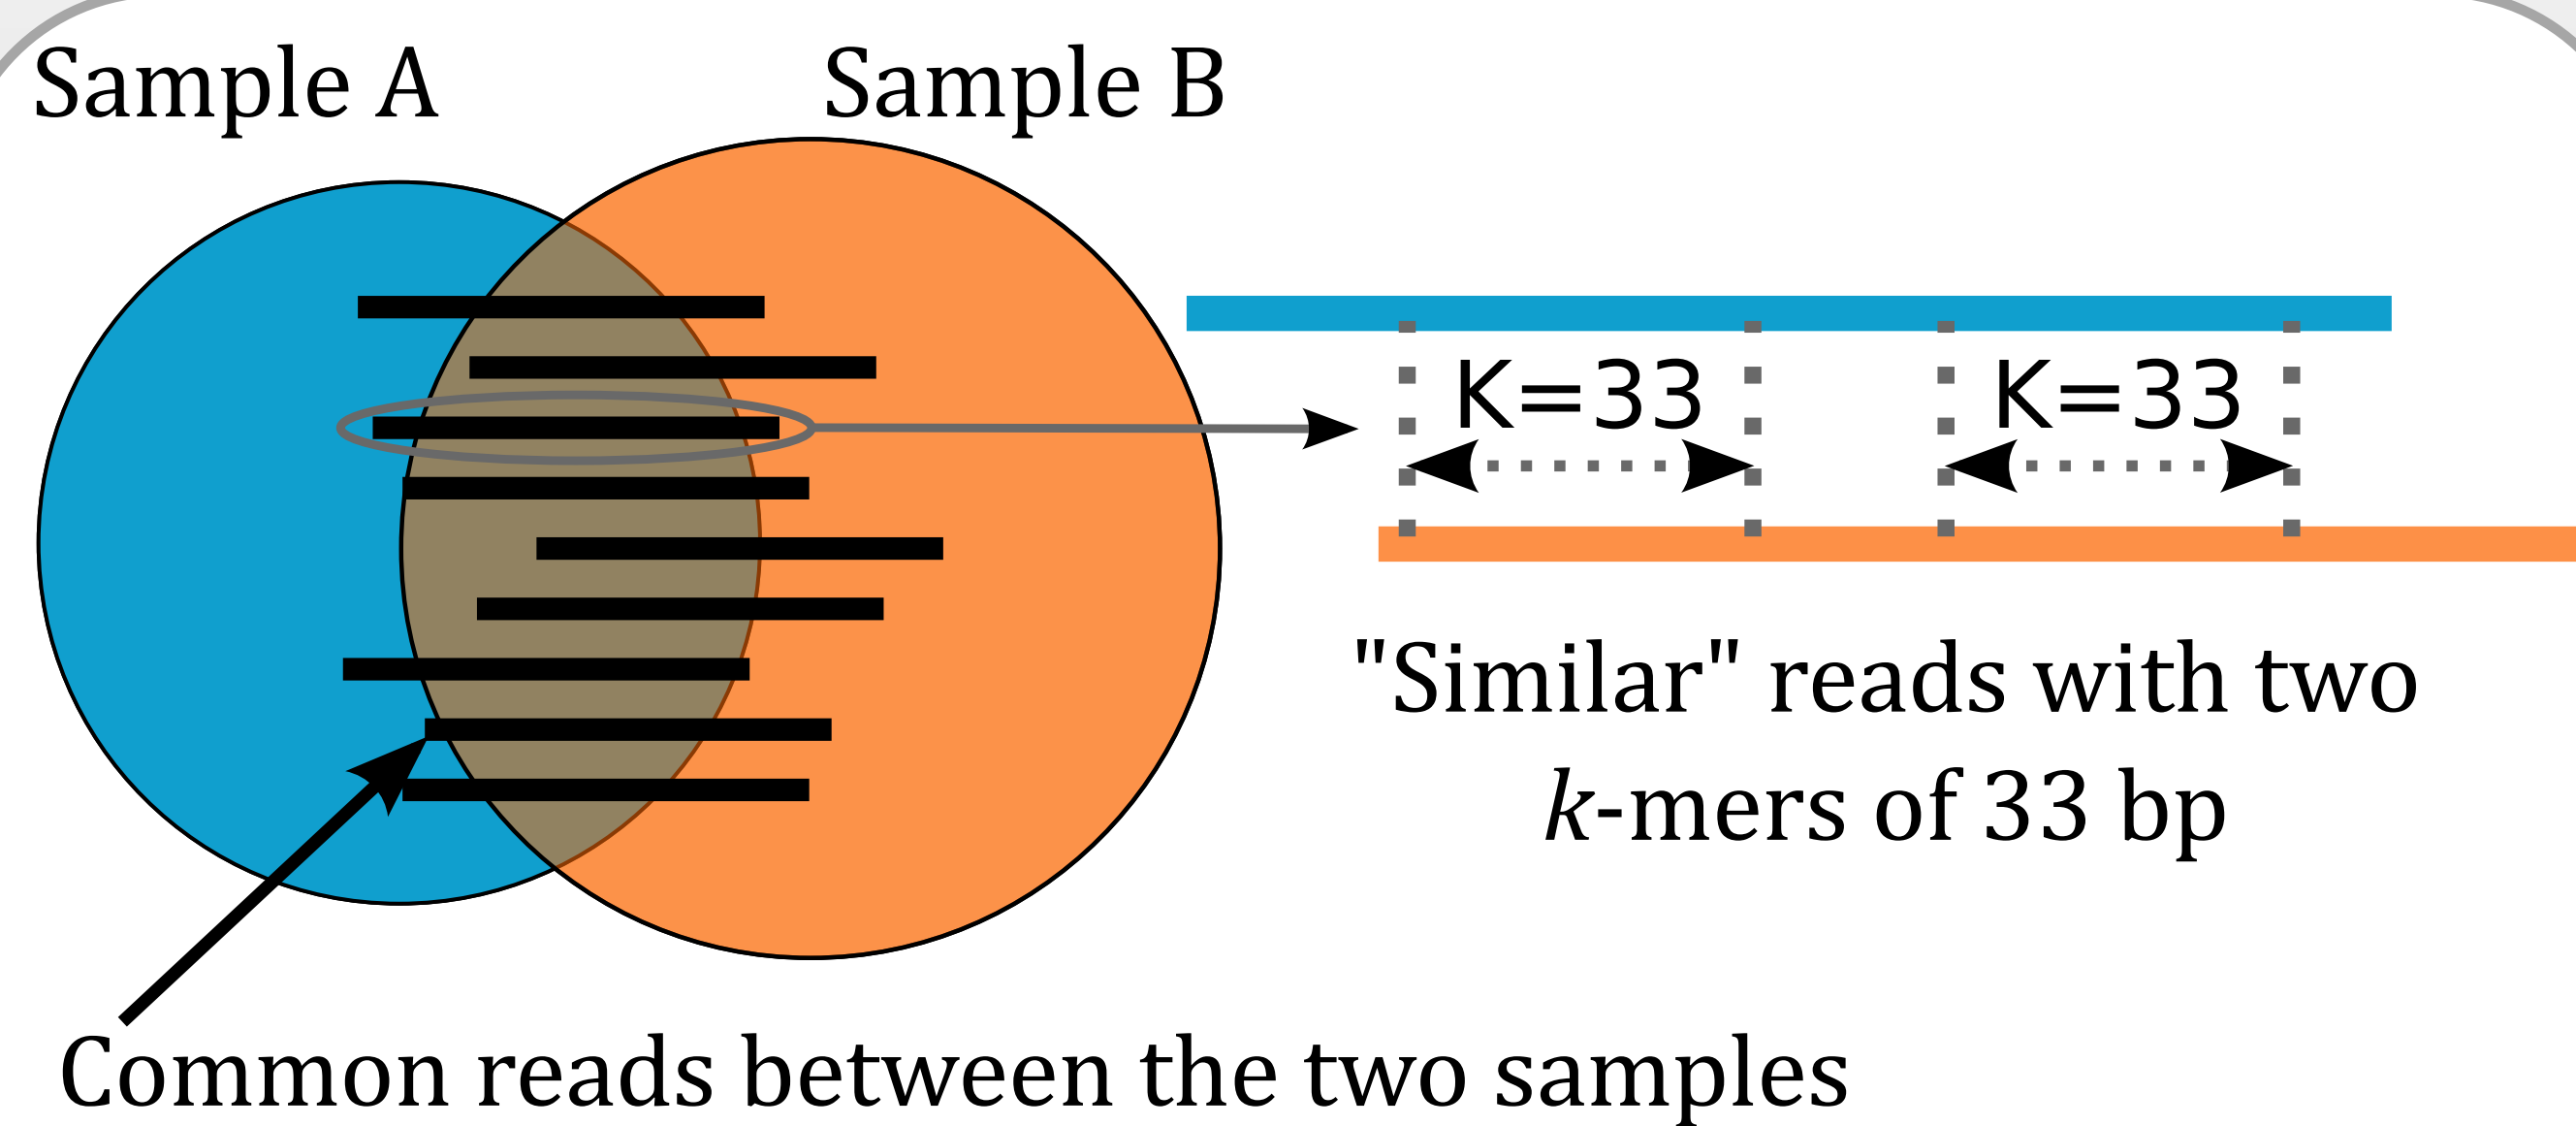 Sample A
Sample B
K=33
K=33
"Similar" reads with two
k-mers of 33 bp
Common reads between the two samples